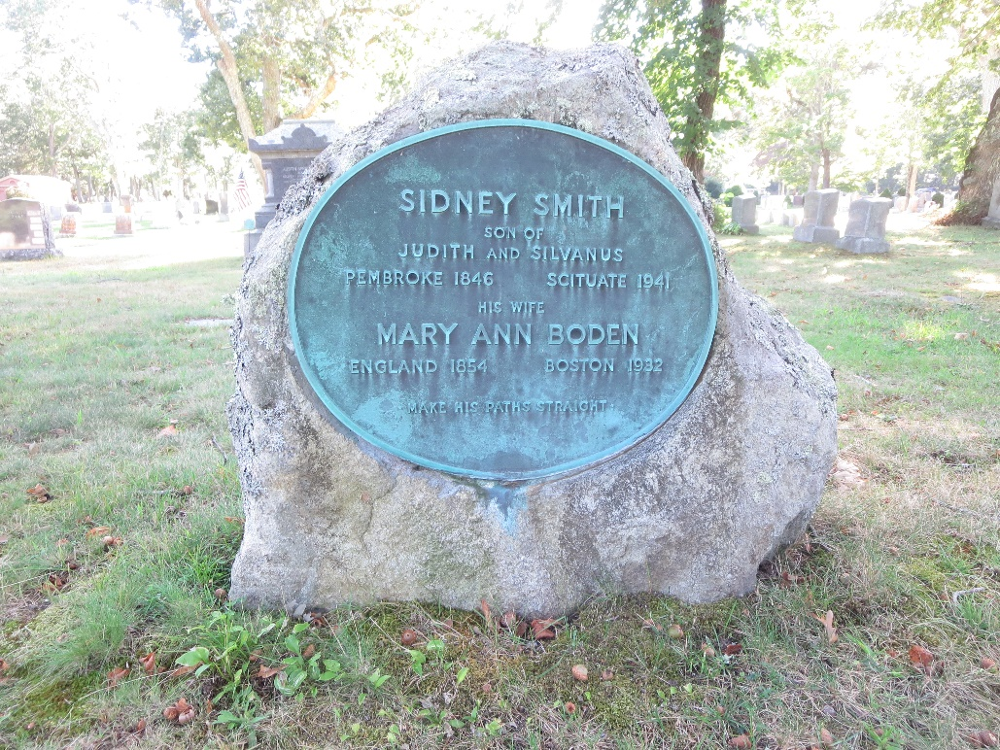 SIDNEY SMITH
SON OF
JUDITH AND SILVANUS
PEMBROKE 1846 SCITUATE 1941
HIS WIFE
MARY ANN BODEN
ENGLAND 1854 BOSTON 1932
·MAKE HIS PATHS STRAIGHT·